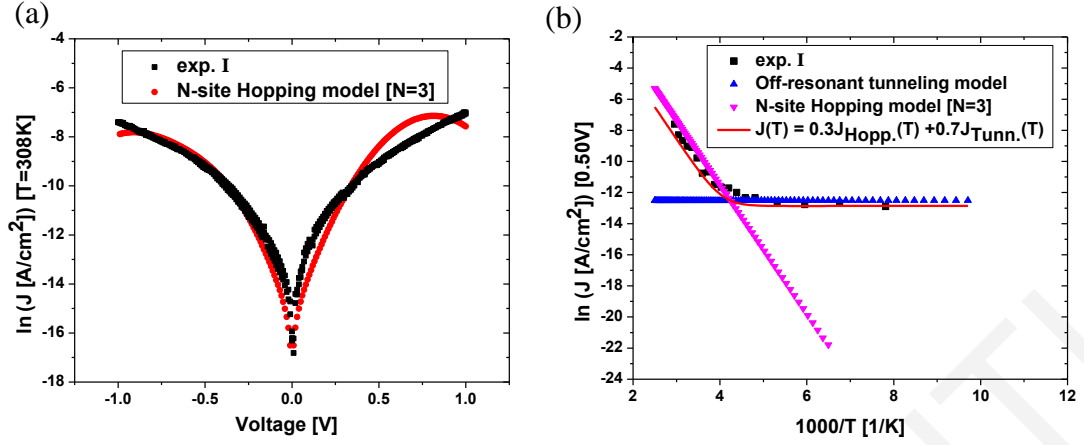 (a)
-4
-6
-8
-10
-12
-14
-16
-18
ln (J [A/cm²]) [T=308K]
exp. I
N-site Hopping model [N=3]
-1.0
-0.5
0.0
0.5
1.0
Voltage [V]
(b)
-2
-4
-6
-8
-10
-12
-14
-16
-18
-20
-22
-24
ln (J [A/cm²]) [0.50V]
exp. I
Off-resonant tunneling model
N-site Hopping model [N=3]
J(T) = 0.3J_Hopp.(T) +0.7J_Tunn.(T)
2
4
6
8
10
12
1000/T [1/K]